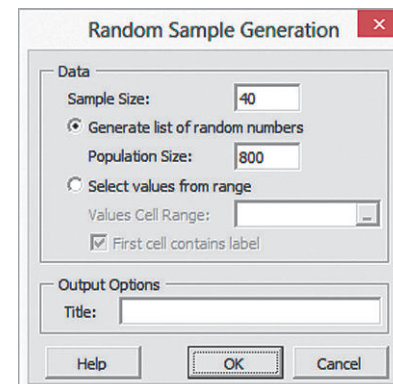 Random Sample Generation
Data
Sample Size: 40
Generate list of random numbers
Population Size: 800
Select values from range
Values Cell Range:
First cell contains label
Output Options
Title:
Help OK Cancel